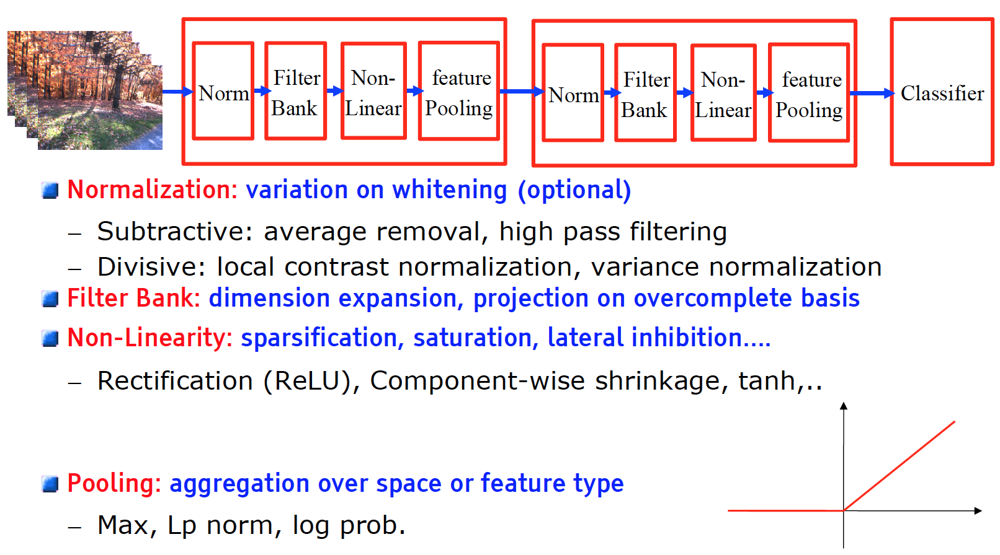 Norm
Filter
Bank
Non-
Linear
feature
Pooling
Norm
Filter
Bank
Non-
Linear
feature
Pooling
Classifier
Normalization: variation on whitening (optional)
– Subtractive: average removal, high pass filtering
– Divisive: local contrast normalization, variance normalization
Filter Bank: dimension expansion, projection on overcomplete basis
Non-Linearity: sparsification, saturation, lateral inhibition....
– Rectification (ReLU), Component-wise shrinkage, tanh,..
Pooling: aggregation over space or feature type
– Max, Lp norm, log prob.